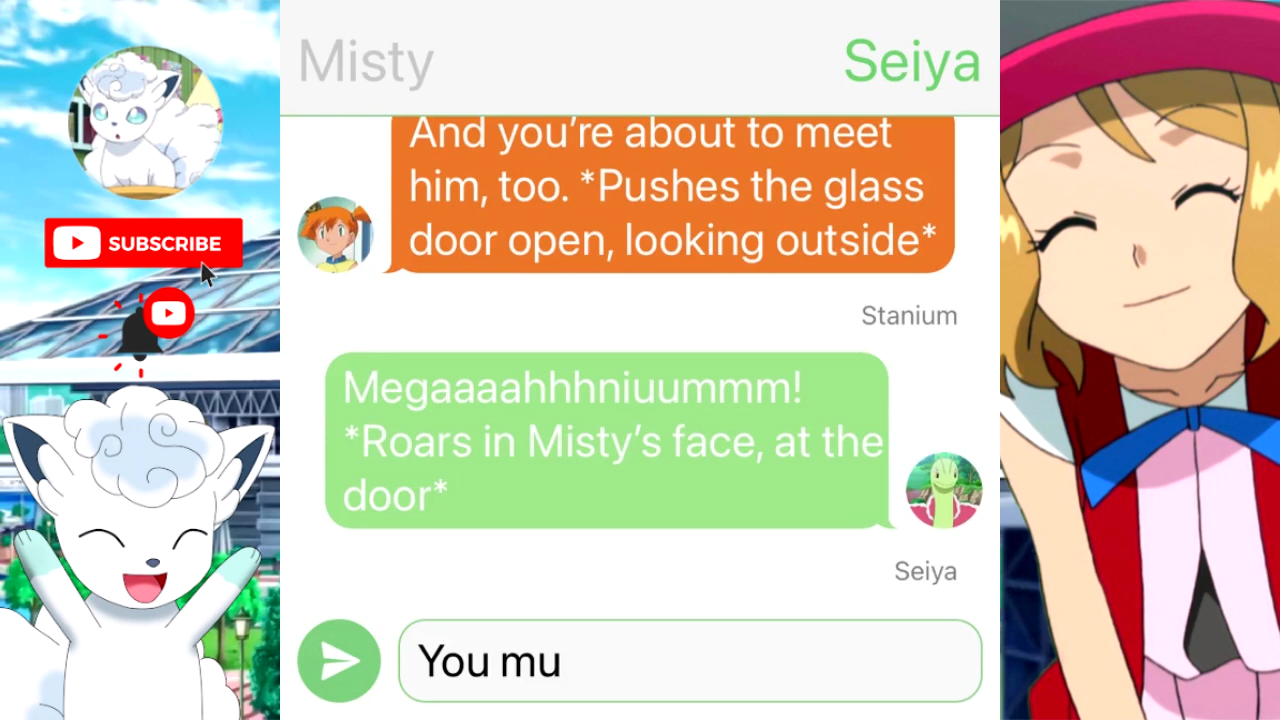 Misty
Seiya
And you're about to meet
him, too. *Pushes the glass
door open, looking outside*
SUBSCRIBE
Stanium
Megaaaahhhniuummm!
*Roars in Misty's face, at the
door*
Seiya
You mu